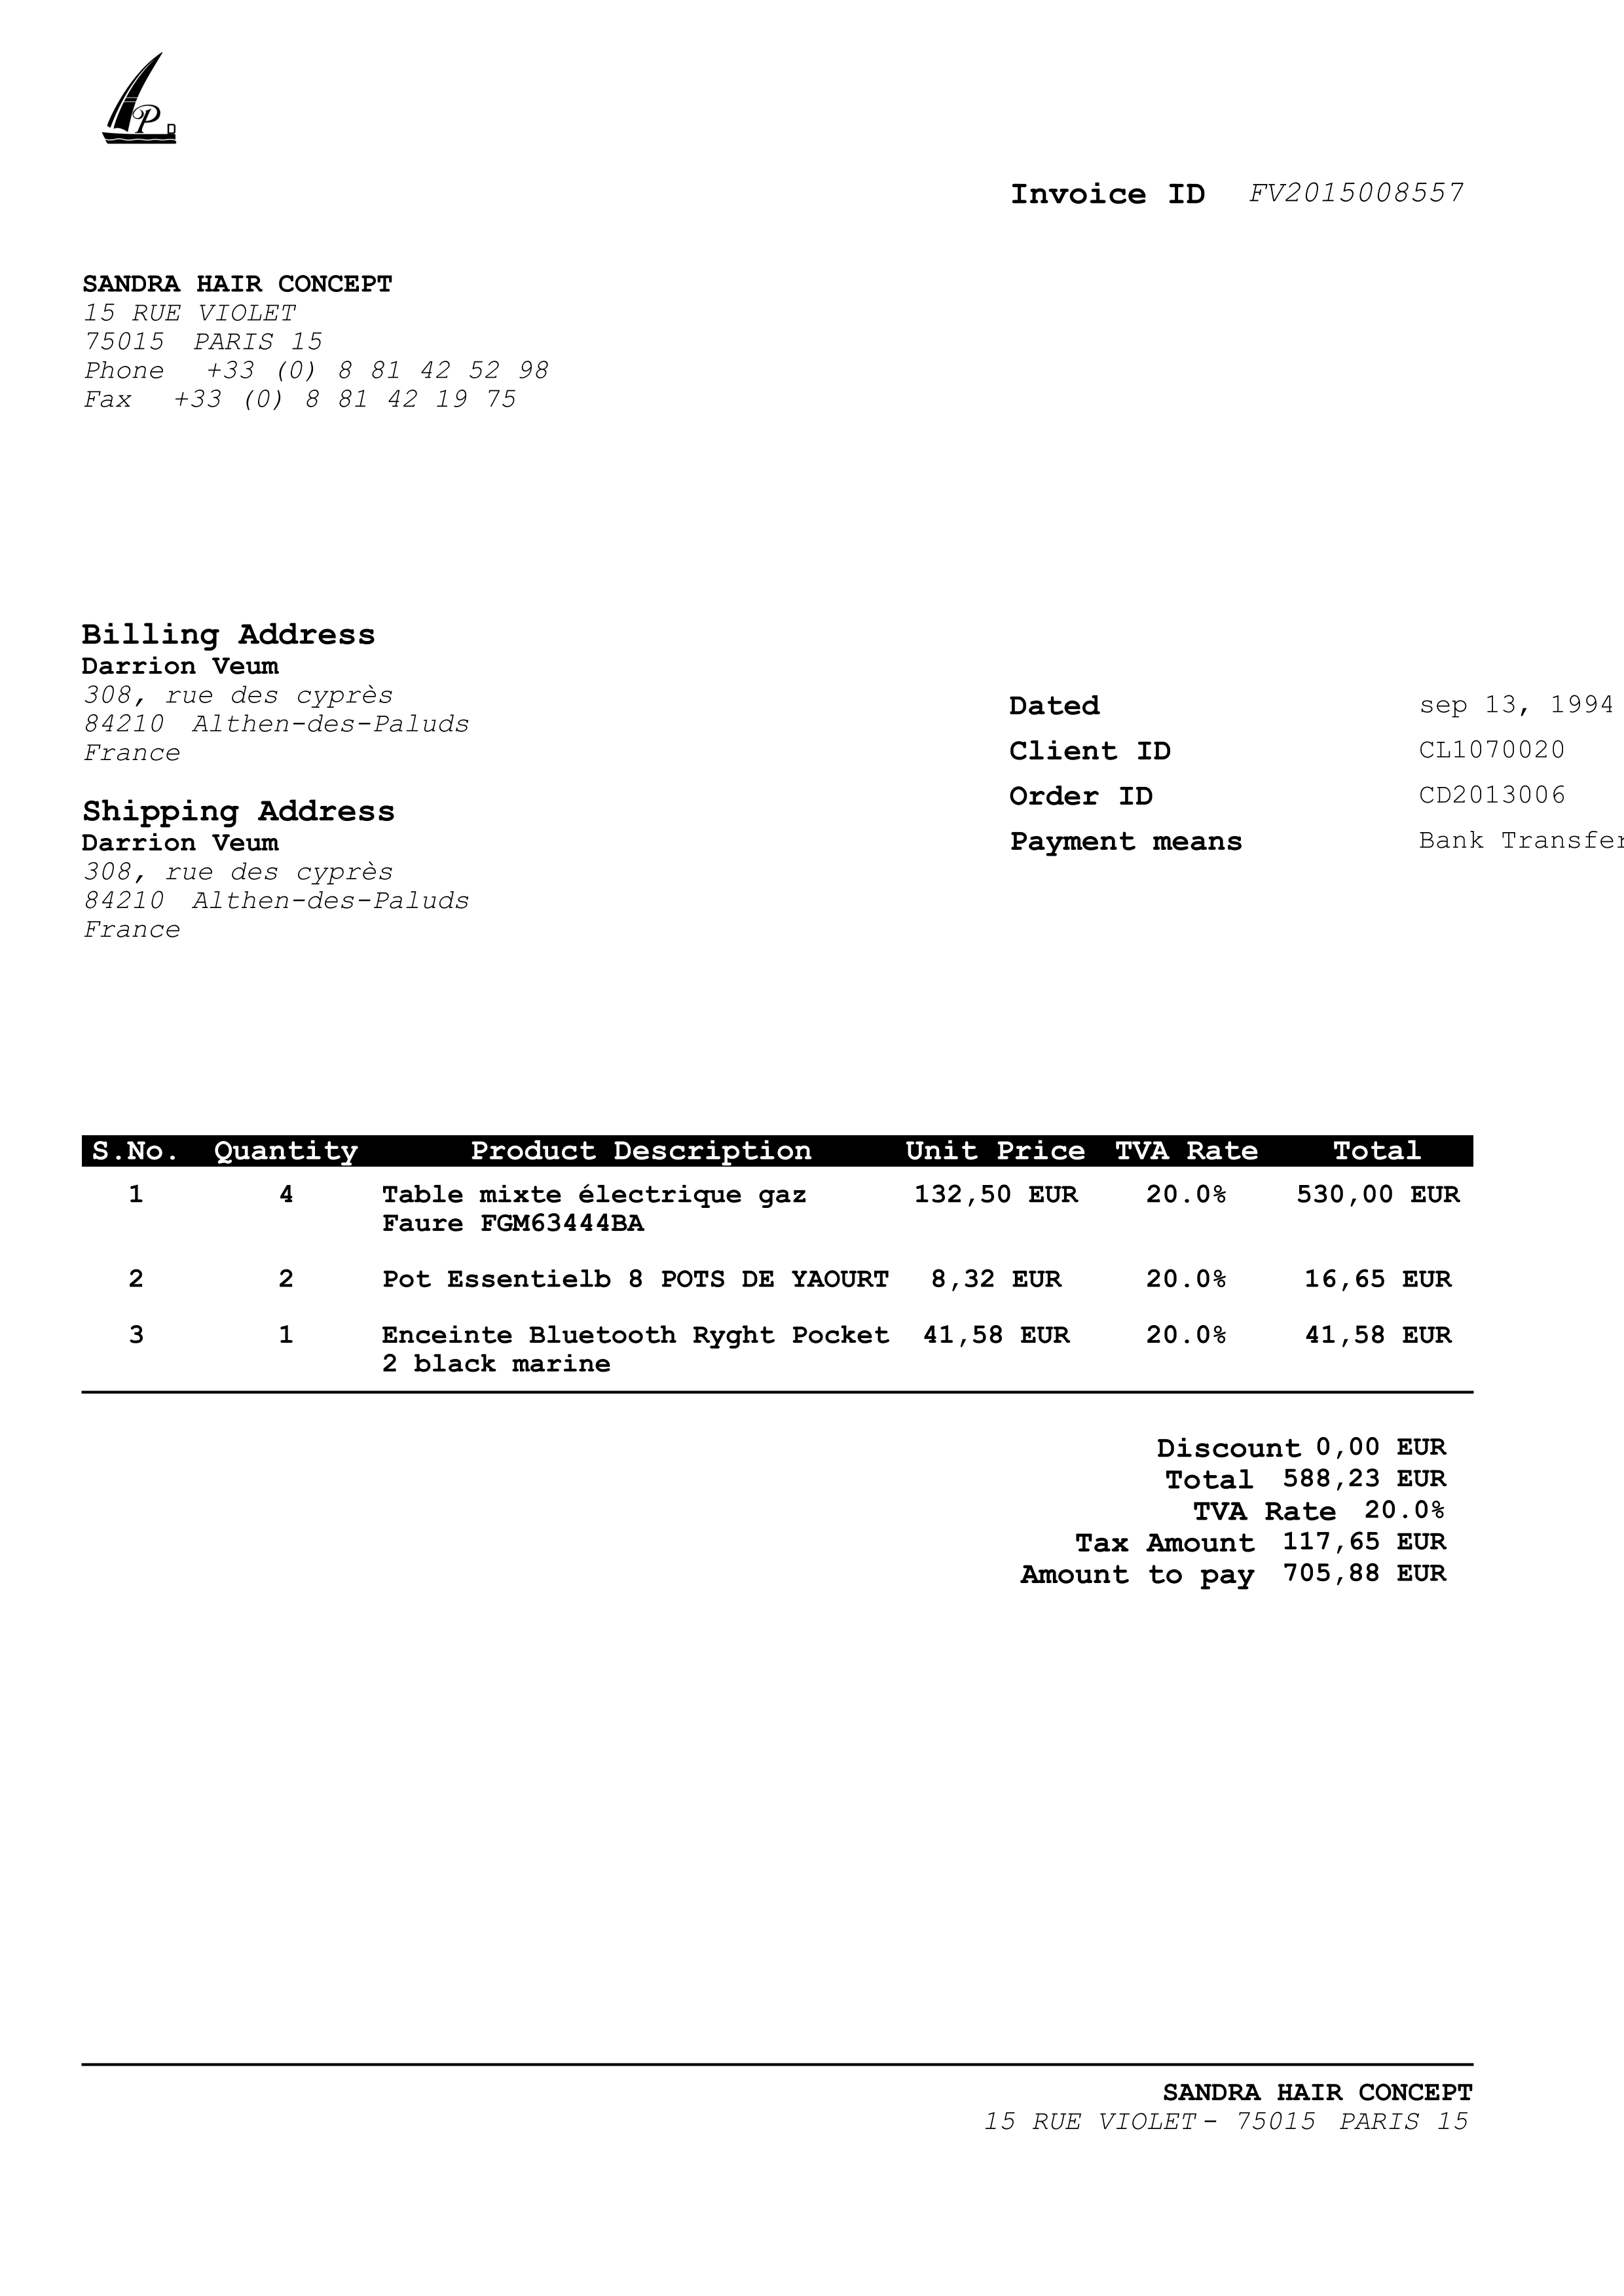 P
Invoice ID FV2015008557
SANDRA HAIR CONCEPT
15 RUE VIOLET
75015 PARIS 15
Phone +33 (0) 8 81 42 52 98
Fax +33 (0) 8 81 42 19 75
Billing Address
Darrion Veum
308, rue des cyprès
84210 Althen-des-Paluds
France
Shipping Address
Darrion Veum
308, rue des cyprès
84210 Althen-des-Paluds
France
Dated sep 13, 1994
Client ID CL1070020
Order ID CD2013006
Payment means Bank Transfer
S.No. Quantity Product Description Unit Price TVA Rate Total
1 4 Table mixte électrique gaz 132,50 EUR 20.0% 530,00 EUR
Faure FGM63444BA
2 2 Pot Essentielb 8 POTS DE YAOURT 8,32 EUR 20.0% 16,65 EUR
3 1 Enceinte Bluetooth Ryght Pocket 41,58 EUR 20.0% 41,58 EUR
2 black marine
Discount 0,00 EUR
Total 588,23 EUR
TVA Rate 20.0%
Tax Amount 117,65 EUR
Amount to pay 705,88 EUR
SANDRA HAIR CONCEPT
15 RUE VIOLET - 75015 PARIS 15